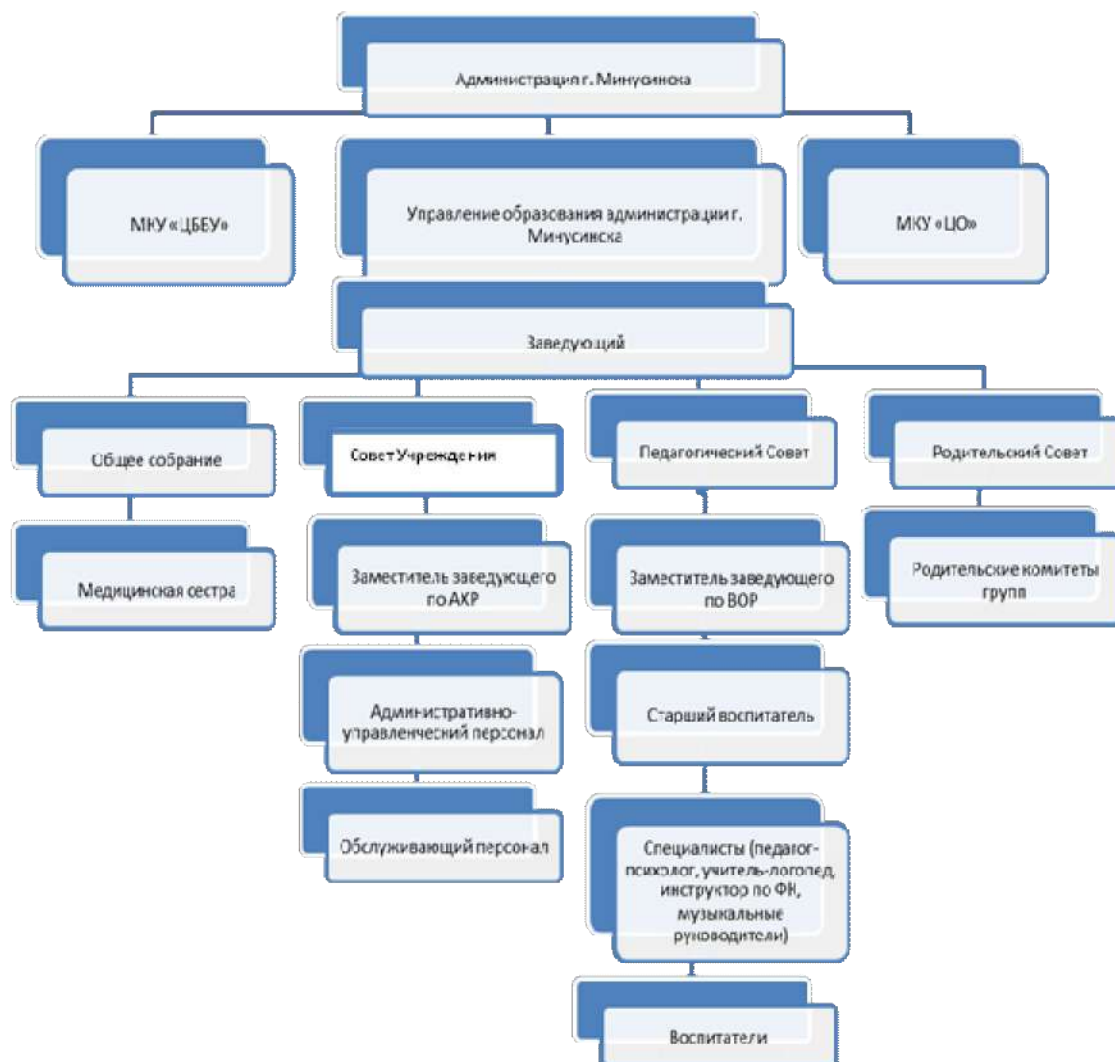 Администрация г. Минусинска
МКУ «ЦБЕУ»
Управление образования администрации г.
Минусинска
МКУ «ЦО»
Заведующий
Общее собрание
Совет Учреждения
Педагогический Совет
Родительский Совет
Медицинская сестра
Заместитель заведующего
по АХР
Заместитель заведующего
по ВОР
Родительские комитеты
групп
Административно-
управленческий персонал
Старший воспитатель
Обслуживающий персонал
Специалисты (педагог-
психолог, учитель-логопед,
инструктор по ФК,
музыкальные
руководители)
Воспитатели